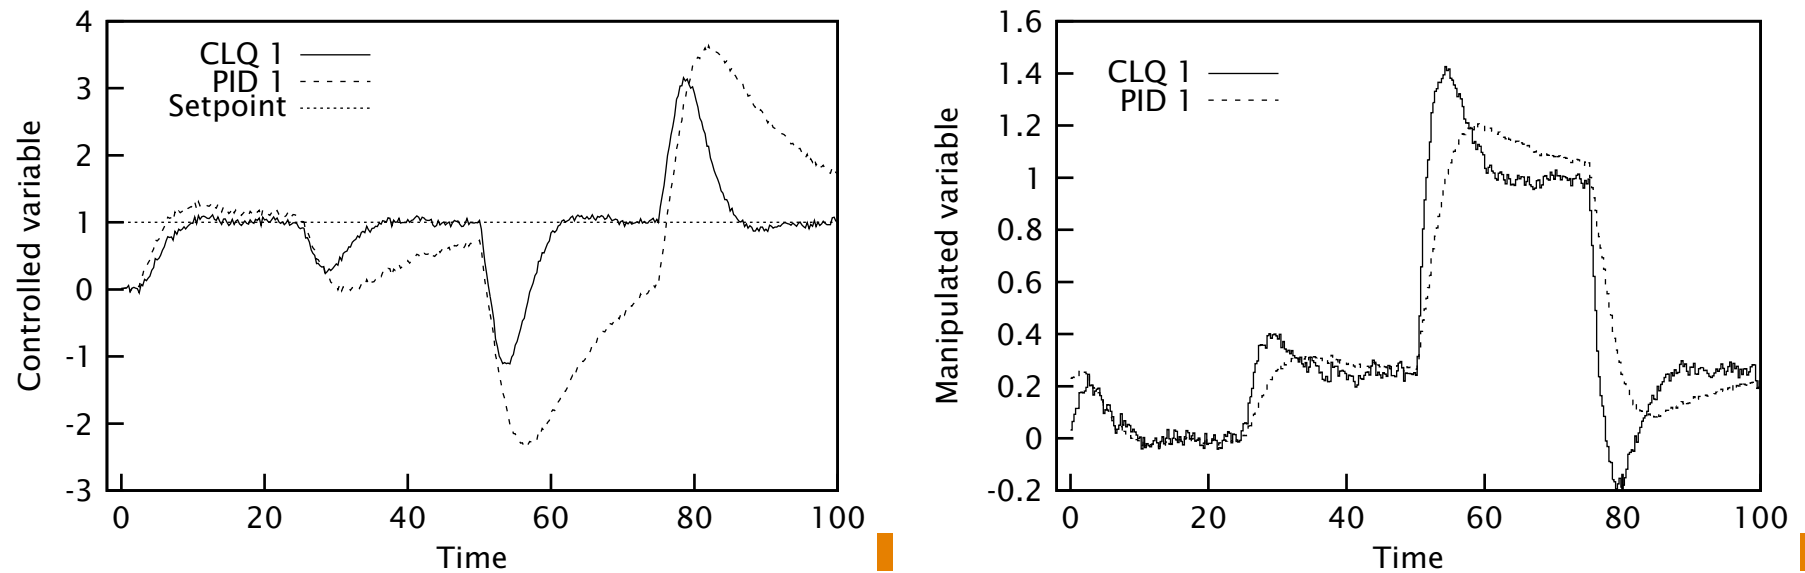 4
3
2
1
0
-1
-2
-3
CLQ 1
PID 1
Setpoint
Controlled variable
0 20 40 60 80 100
Time
1.6
1.4
1.2
1
0.8
0.6
0.4
0.2
0
-0.2
CLQ 1
PID 1
Manipulated variable
0 20 40 60 80 100
Time